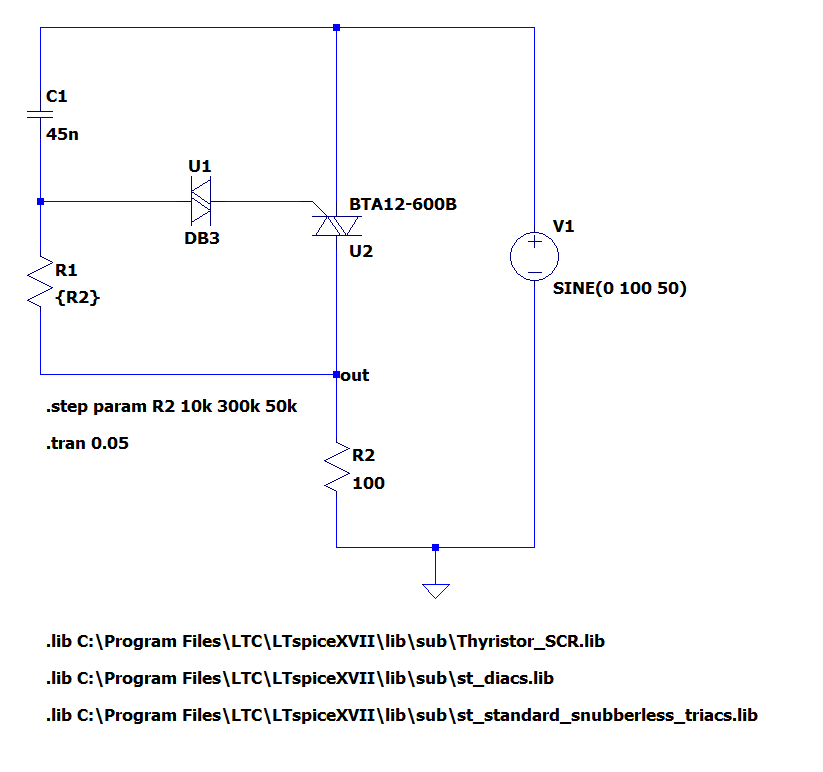 C1
45n
U1
DB3
BTA12-600B
U2
V1
SINE(0 100 50)
R1
{R2}
out
.step param R2 10k 300k 50k
.tran 0.05
R2
100
.lib C:\Program Files\LTC\LTspiceXVII\lib\sub\Thyristor_SCR.lib
.lib C:\Program Files\LTC\LTspiceXVII\lib\sub\st_diacs.lib
.lib C:\Program Files\LTC\LTspiceXVII\lib\sub\st_standard_snubberless_triacs.lib